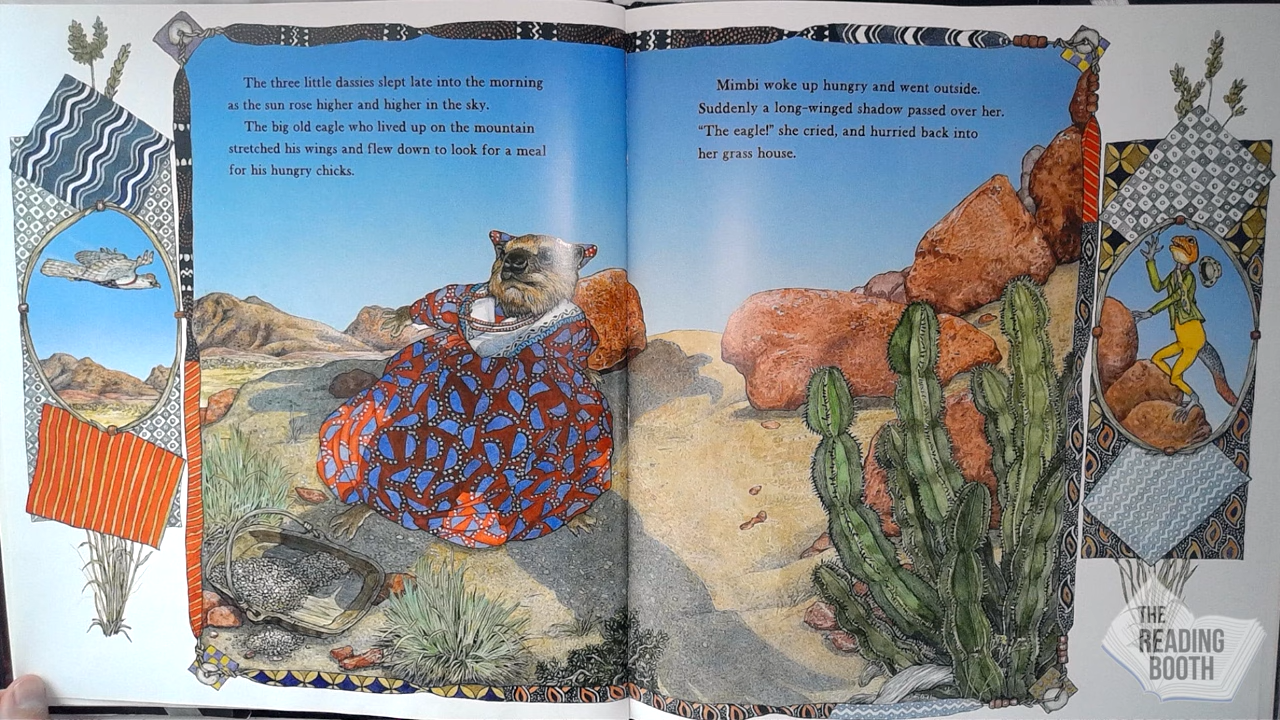 The three little dassies slept late into the morning
as the sun rose higher and higher in the sky.
The big old eagle who lived up on the mountain
stretched his wings and flew down to look for a meal
for his hungry chicks.
Mimbi woke up hungry and went outside.
Suddenly a long-winged shadow passed over her.
"The eagle!" she cried, and hurried back into
her grass house.
THE
READING
BOOTH